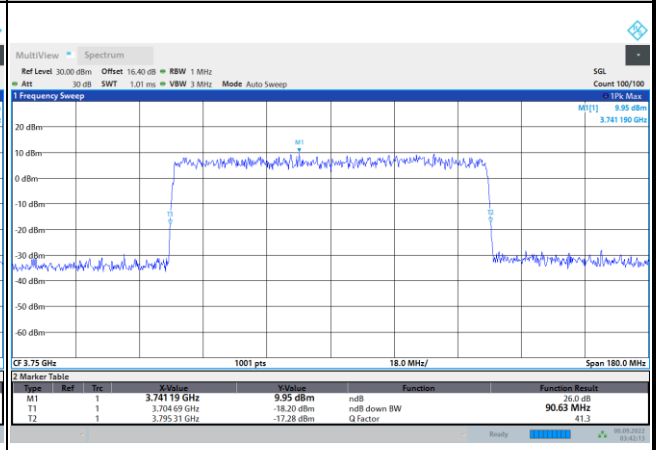 MultiView Spectrum
Ref Level 30.00 dBm Offset 16.40 dB RBW 1 MHz SGL
Att 30 dB SWT 1.01 ms VBW 3 MHz Mode Auto Sweep Count 100/100
1 Frequency Sweep 1Pk Max
M1[1] 9.95 dBm
3.741 190 GHz
20 dBm
M1
10 dBm
0 dBm
-10 dBm
T1 T2
-20 dBm
-30 dBm
-40 dBm
-50 dBm
-60 dBm
CF 3.75 GHz 1001 pts 18.0 MHz/ Span 180.0 MHz
2 Marker Table
Type Ref Trc X-Value Y-Value Function Function Result
M1 1 3.741 19 GHz 9.95 dBm ndB 26.0 dB
T1 1 3.704 69 GHz -18.20 dBm ndB down BW 90.63 MHz
T2 1 3.795 31 GHz -17.28 dBm Q Factor 41.3
Ready 06.09.2022
03:42:13